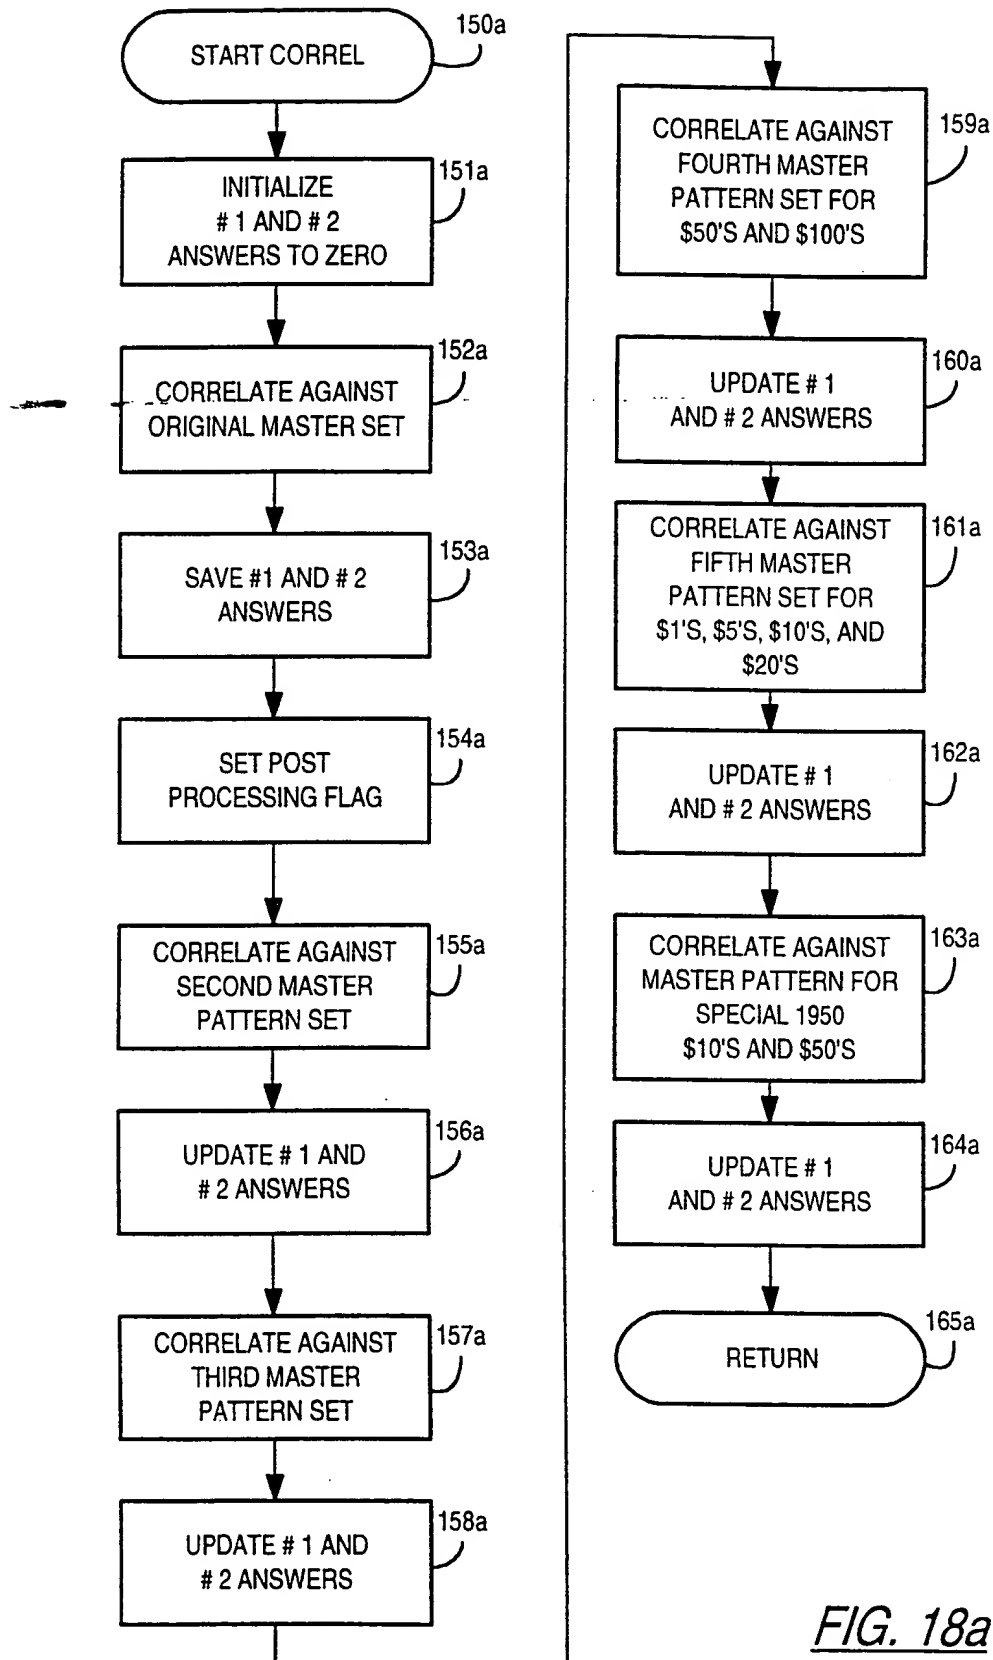 START CORREL
150a
INITIALIZE
# 1 AND # 2
ANSWERS TO ZERO
151a
CORRELATE AGAINST
ORIGINAL MASTER SET
152a
SAVE #1 AND # 2
ANSWERS
153a
SET POST
PROCESSING FLAG
154a
CORRELATE AGAINST
SECOND MASTER
PATTERN SET
155a
UPDATE # 1 AND
# 2 ANSWERS
156a
CORRELATE AGAINST
THIRD MASTER
PATTERN SET
157a
UPDATE # 1 AND
# 2 ANSWERS
158a
CORRELATE AGAINST
FOURTH MASTER
PATTERN SET FOR
$50'S AND $100'S
159a
UPDATE # 1
AND # 2 ANSWERS
160a
CORRELATE AGAINST
FIFTH MASTER
PATTERN SET FOR
$1'S, $5'S, $10'S, AND
$20'S
161a
UPDATE # 1
AND # 2 ANSWERS
162a
CORRELATE AGAINST
MASTER PATTERN FOR
SPECIAL 1950
$10'S AND $50'S
163a
UPDATE # 1
AND # 2 ANSWERS
164a
RETURN
165a
FIG. 18a